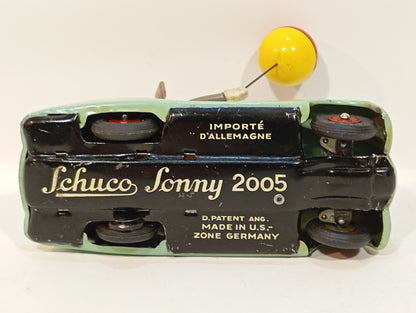 IMPORTÉ
D'ALLEMAGNE
Schuco Sonny 2005
D. PATENT ANG.
MADE IN U.S.-
ZONE GERMANY